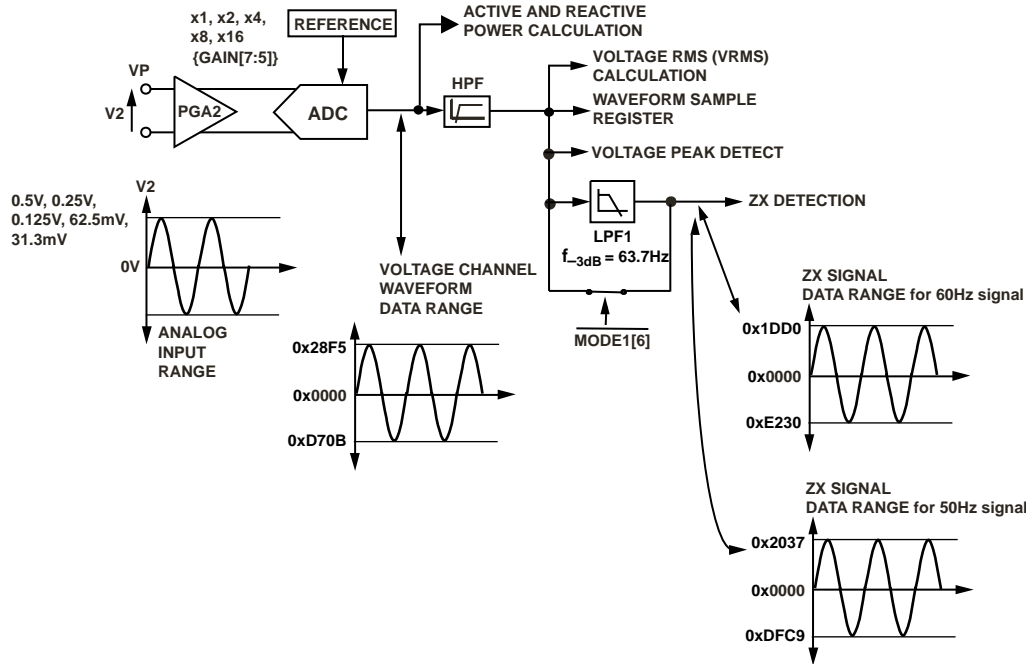 x1, x2, x4,
x8, x16
{GAIN[7:5]}
REFERENCE
ACTIVE AND REACTIVE
POWER CALCULATION
VP
V2
PGA2
ADC
HPF
VOLTAGE RMS (VRMS)
CALCULATION
WAVEFORM SAMPLE
REGISTER
VOLTAGE PEAK DETECT
ZX DETECTION
LPF1
f–3dB = 63.7Hz
MODE1[6]
V2
0.5V, 0.25V,
0.125V, 62.5mV,
31.3mV
0V
ANALOG
INPUT
RANGE
VOLTAGE CHANNEL
WAVEFORM
DATA RANGE
0x28F5
0x0000
0xD70B
ZX SIGNAL
DATA RANGE for 60Hz signal
0x1DD0
0x0000
0xE230
ZX SIGNAL
DATA RANGE for 50Hz signal
0x2037
0x0000
0xDFC9